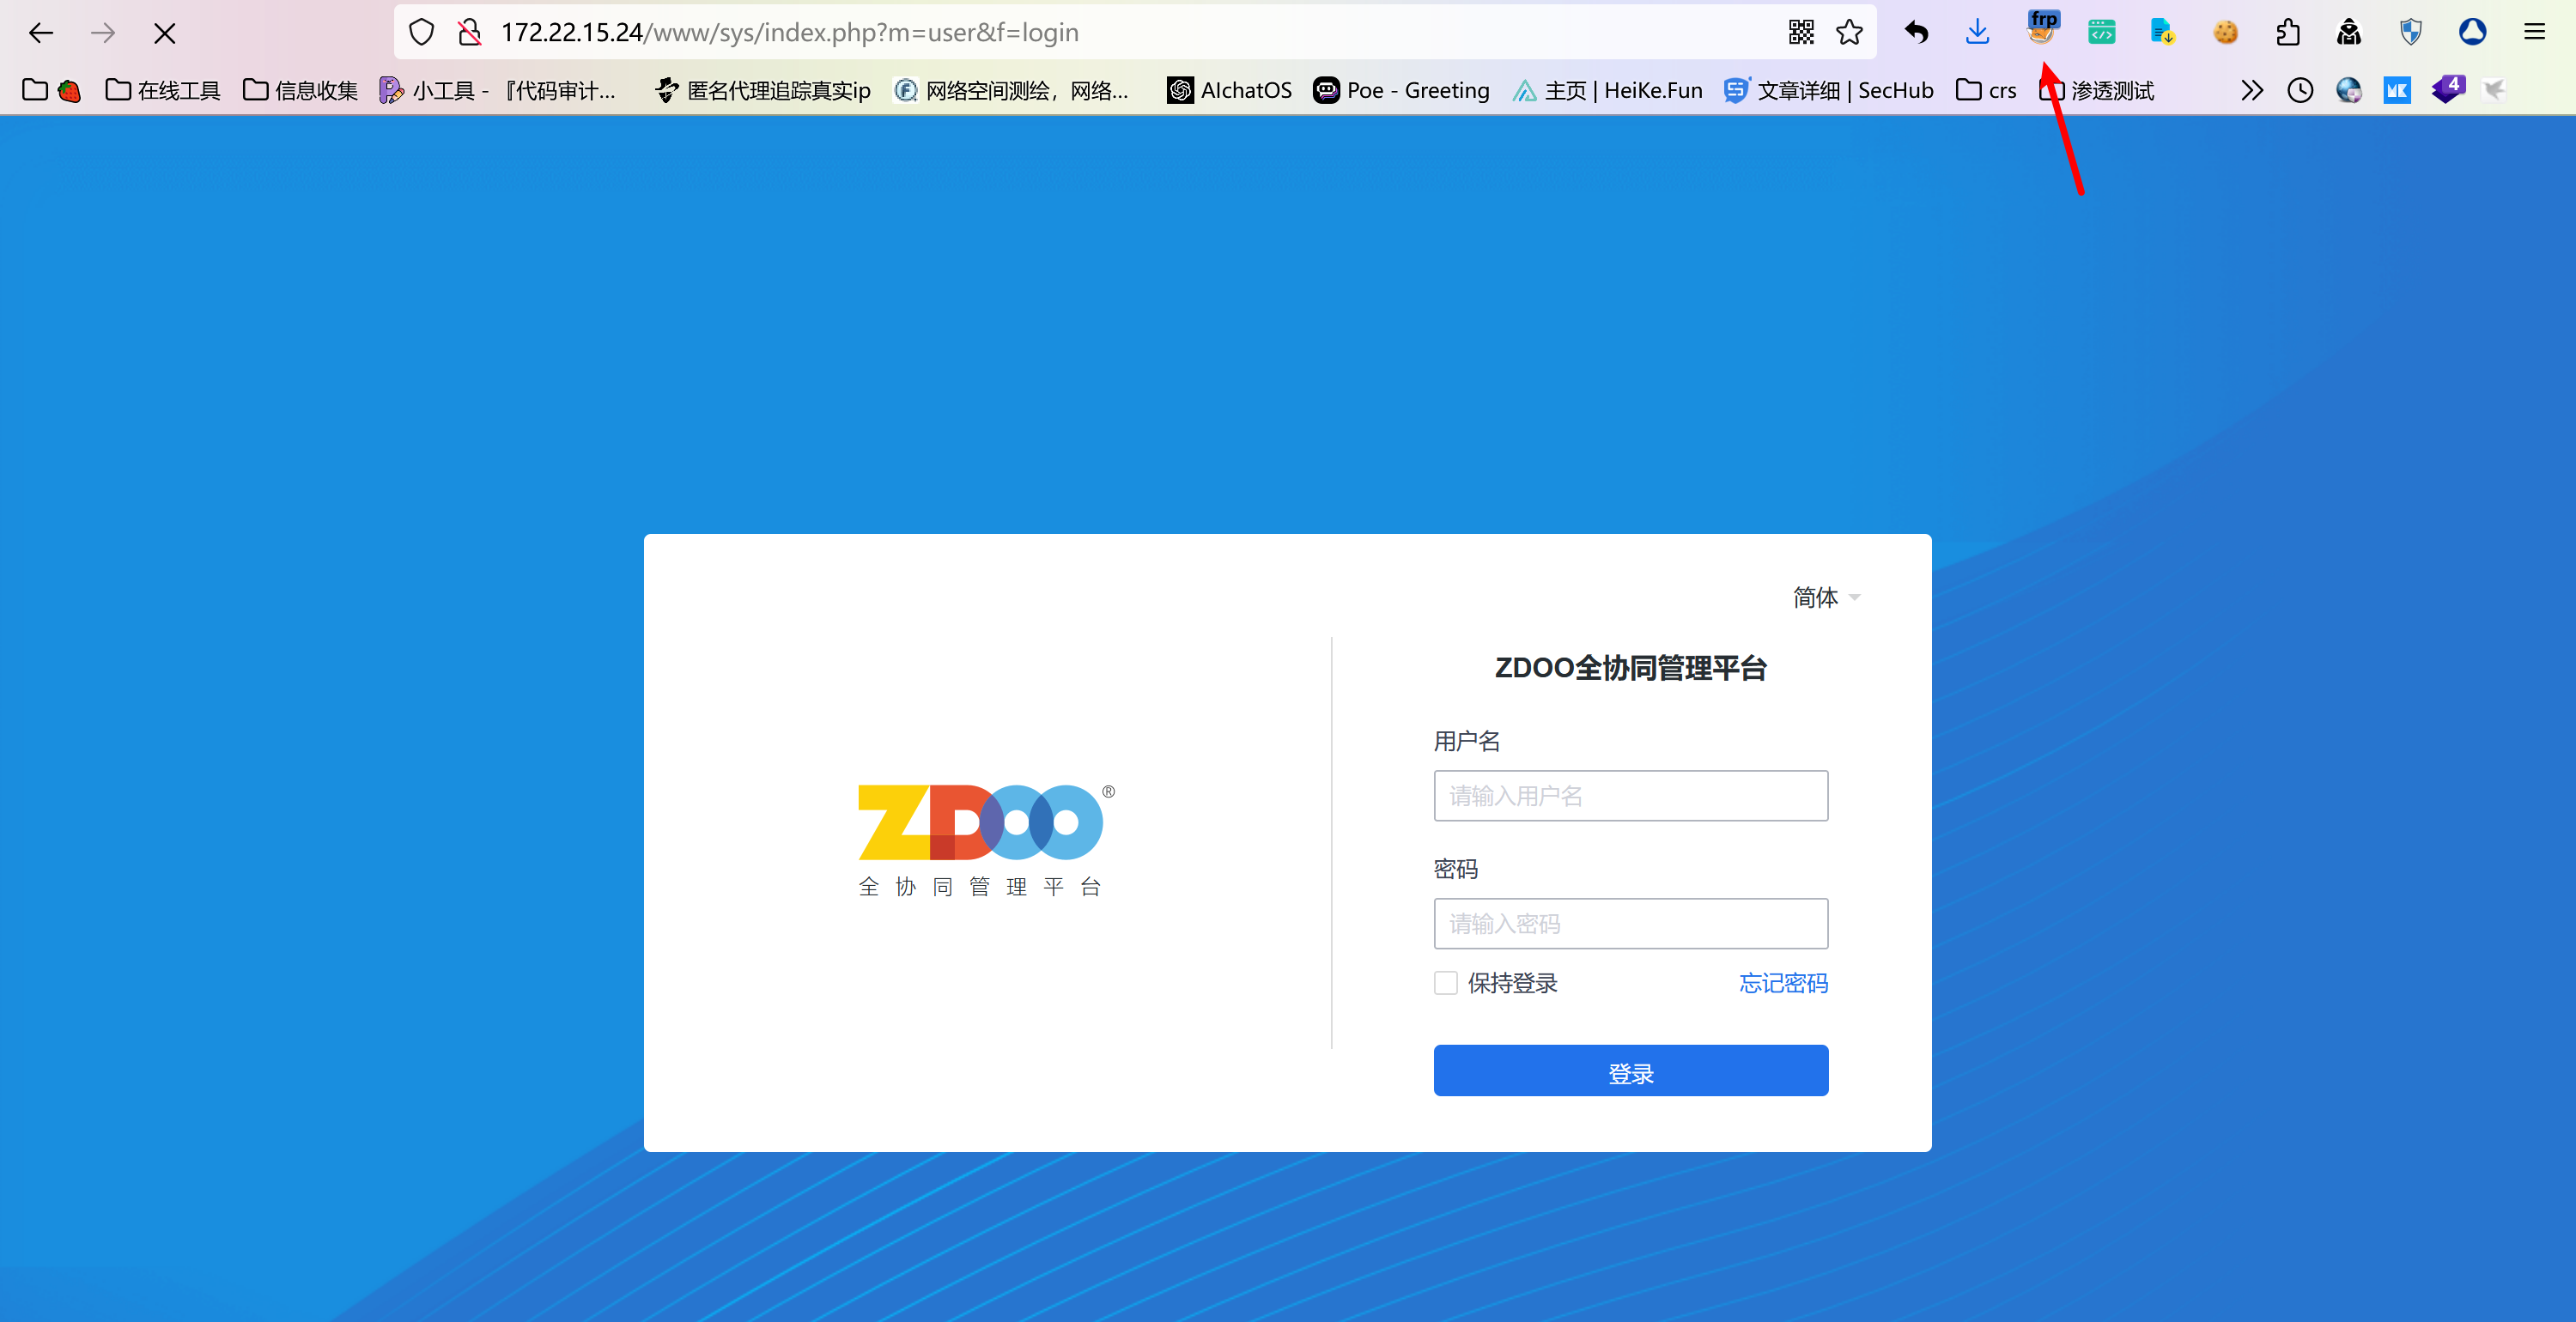 172.22.15.24/www/sys/index.php?m=user&f=login
frp
在线工具 信息收集 小工具 - 『代码审计... 匿名代理追踪真实ip 网络空间测绘，网络... AIchatOS Poe - Greeting 主页 | HeiKe.Fun 文章详细 | SecHub crs 渗透测试 MK 4
简体
ZDOO全协同管理平台
用户名
请输入用户名
ZDOO®
全协同管理平台
密码
请输入密码
保持登录 忘记密码
登录